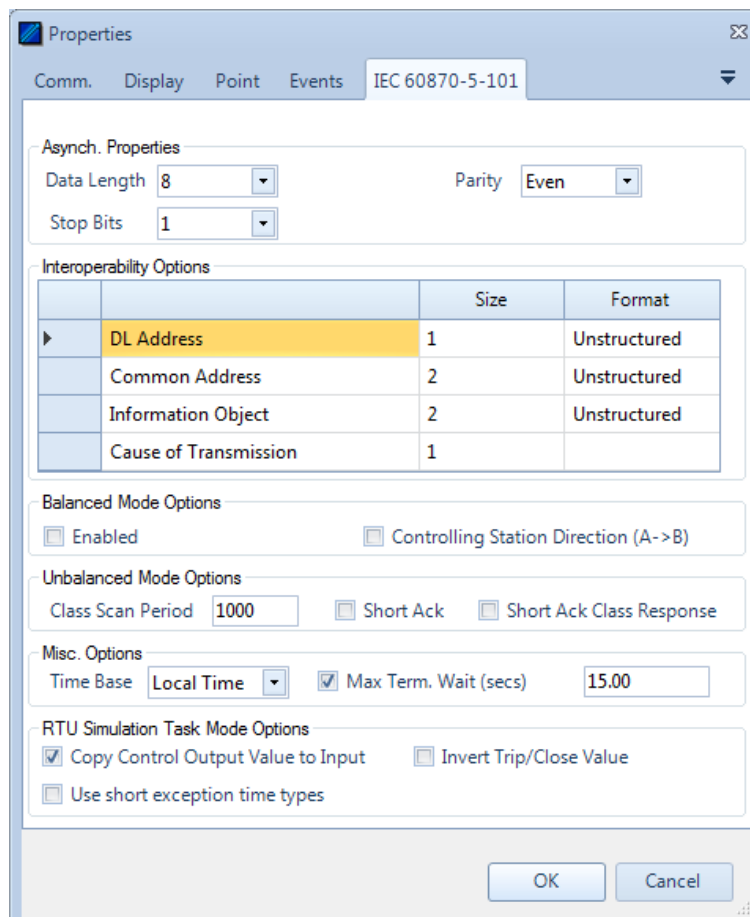 Properties
Comm. Display Point Events IEC 60870-5-101
Asynch. Properties
Data Length 8 Parity Even
Stop Bits 1
Interoperability Options
Size Format
DL Address 1 Unstructured
Common Address 2 Unstructured
Information Object 2 Unstructured
Cause of Transmission 1
Balanced Mode Options
Enabled Controlling Station Direction (A->B)
Unbalanced Mode Options
Class Scan Period 1000 Short Ack Short Ack Class Response
Misc. Options
Time Base Local Time Max Term. Wait (secs) 15.00
RTU Simulation Task Mode Options
Copy Control Output Value to Input Invert Trip/Close Value
Use short exception time types
OK Cancel